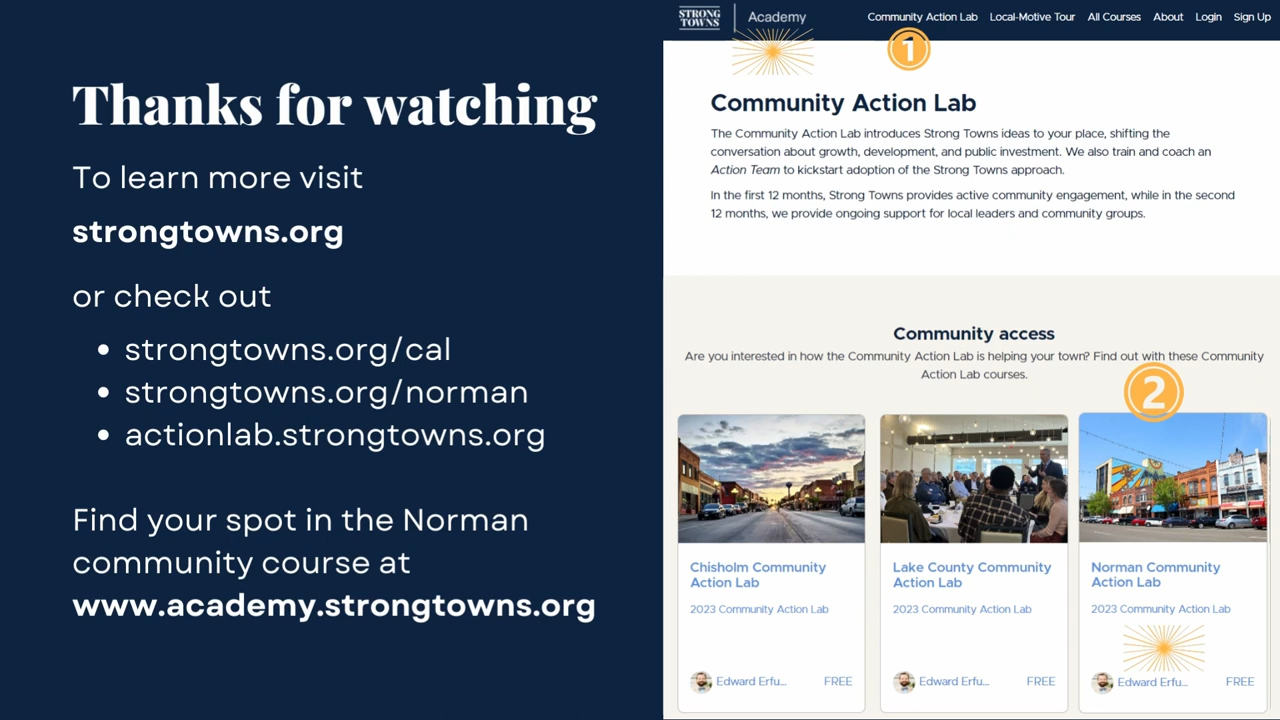 Thanks for watching
To learn more visit
strongtowns.org
or check out
• strongtowns.org/cal
• strongtowns.org/norman
• actionlab.strongtowns.org
Find your spot in the Norman
community course at
www.academy.strongtowns.org
STRONG
TOWNS
Academy
Community Action Lab Local-Motive Tour All Courses About Login Sign Up
1
Community Action Lab
The Community Action Lab introduces Strong Towns ideas to your place, shifting the
conversation about growth, development, and public investment. We also train and coach an
Action Team to kickstart adoption of the Strong Towns approach.
In the first 12 months, Strong Towns provides active community engagement, while in the second
12 months, we provide ongoing support for local leaders and community groups.
Community access
Are you interested in how the Community Action Lab is helping your town? Find out with these Community
Action Lab courses.
2
Chisholm Community
Action Lab
2023 Community Action Lab
Edward Erfu... FREE
Lake County Community
Action Lab
2023 Community Action Lab
Edward Erfu... FREE
Norman Community
Action Lab
2023 Community Action Lab
Edward Erfu... FREE